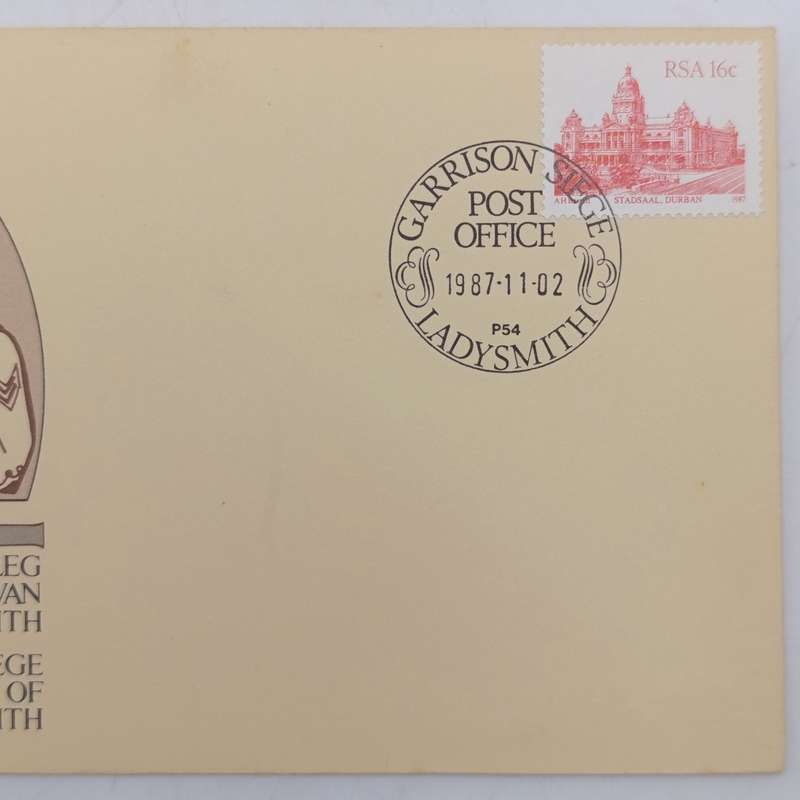 RSA 16c
STADSAAL, DURBAN 1987
GARRISON SIEGE
POST
OFFICE
1987-11-02
P54
LADYSMITH
LEG
VAN
ITH
EGE
OF
ITH